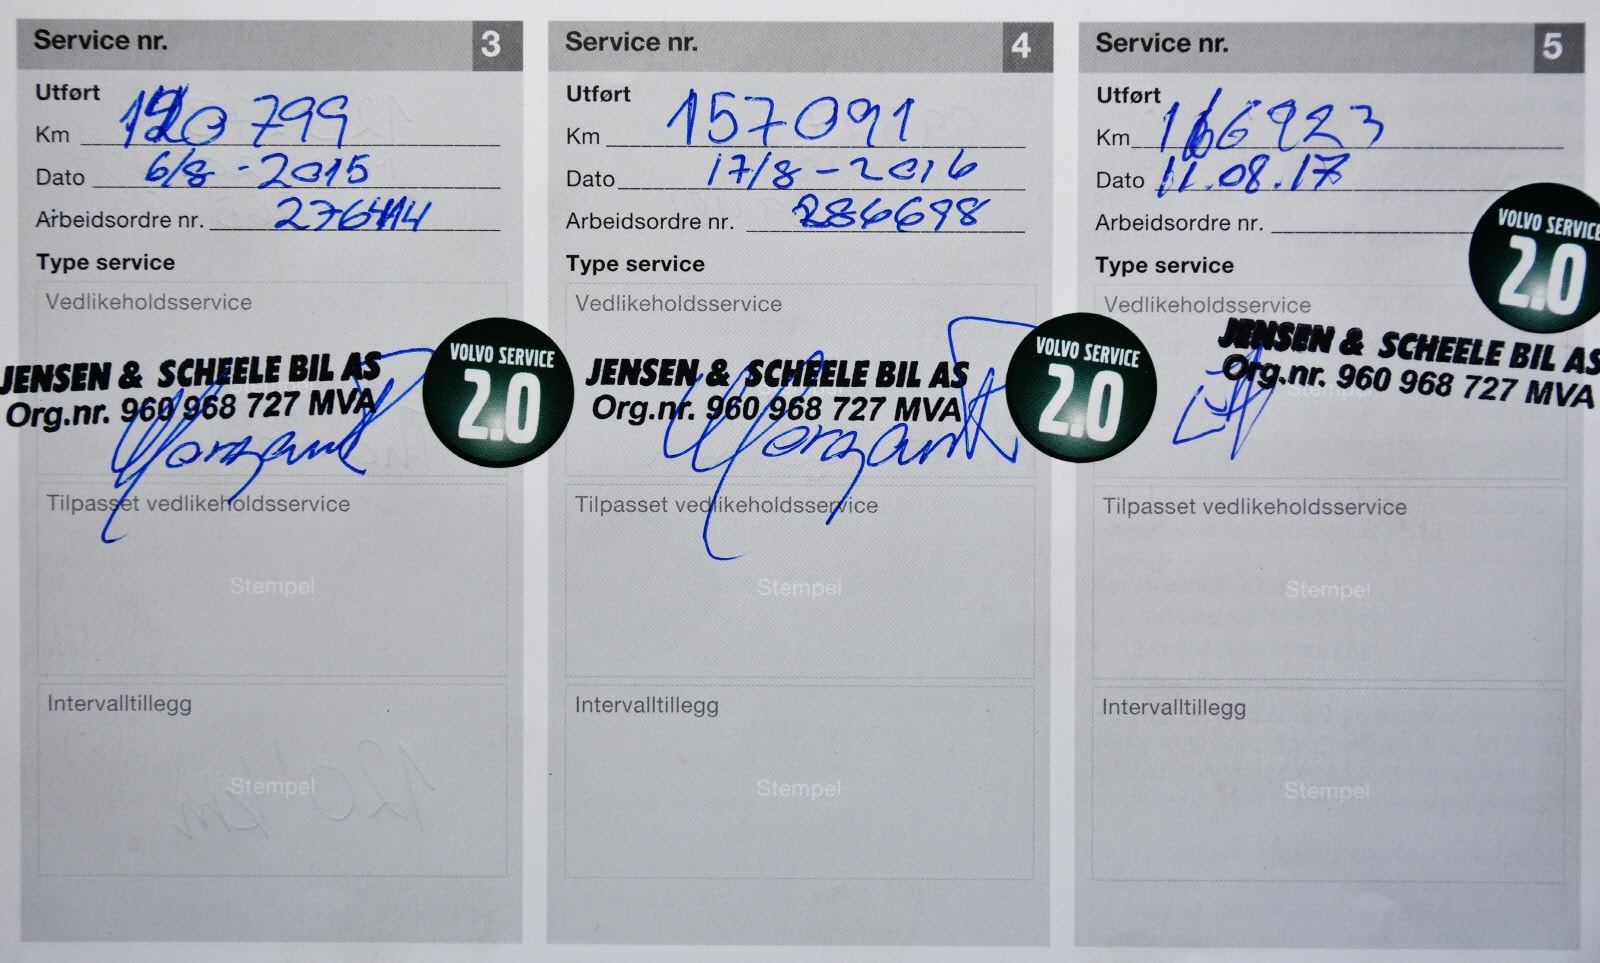 Service nr. 3
Utført
Km 120 799
Dato 6/8 - 2015
Arbeidsordre nr.
Type service
Vedlikeholdsservice
JENSEN & SCHEELE BIL AS
Org.nr. 960 968 727 MVA
VOLVO SERVICE
2.0
Tilpasset vedlikeholdsservice
Stempel
Intervalltillegg
Stempel
Service nr. 4
Utført
Km 157091
Dato 17/8 - 2016
Arbeidsordre nr. 286698
Type service
Vedlikeholdsservice
JENSEN & SCHEELE BIL AS
Org.nr. 960 968 727 MVA
VOLVO SERVICE
2.0
Tilpasset vedlikeholdsservice
Stempel
Intervalltillegg
Stempel
Service nr. 5
Utført
Km 166923
Dato 11.08.17
Arbeidsordre nr.
Type service
VOLVO SERVICE
2.0
Vedlikeholdsservice
JENSEN & SCHEELE BIL AS
Org.nr. 960 968 727 MVA
Tilpasset vedlikeholdsservice
Stempel
Intervalltillegg
Stempel